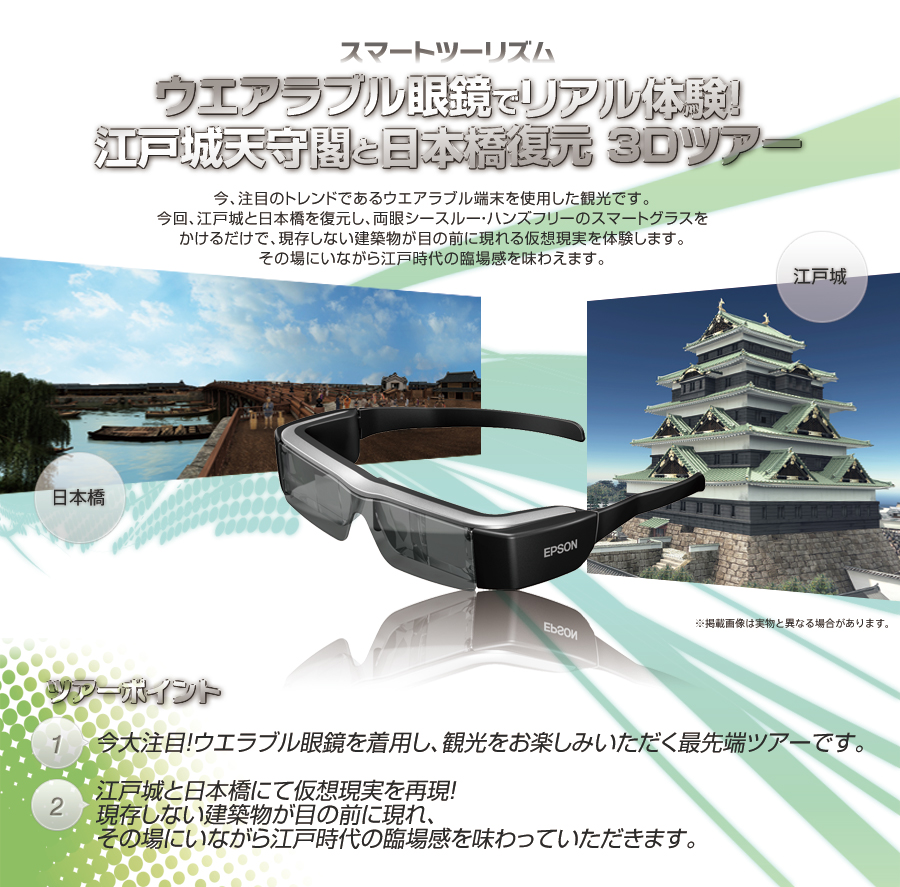 スマートツーリズム
ウエアラブル眼鏡でリアル体験!
江戸城天守閣と日本橋復元 3Dツアー
今、注目のトレンドであるウエアラブル端末を使用した観光です。
今回、江戸城と日本橋を復元し、両眼シースルー・ハンズフリーのスマートグラスを
かけるだけで、現存しない建築物が目の前に現れる仮想現実を体験します。
その場にいながら江戸時代の臨場感を味わえます。
江戸城
日本橋
EPSON
※掲載画像は実物と異なる場合があります。
ツアーポイント
1 今大注目!ウエラブル眼鏡を着用し、観光をお楽しみいただく最先端ツアーです。
2 江戸城と日本橋にて仮想現実を再現!
現存しない建築物が目の前に現れ、
その場にいながら江戸時代の臨場感を味わっていただきます。